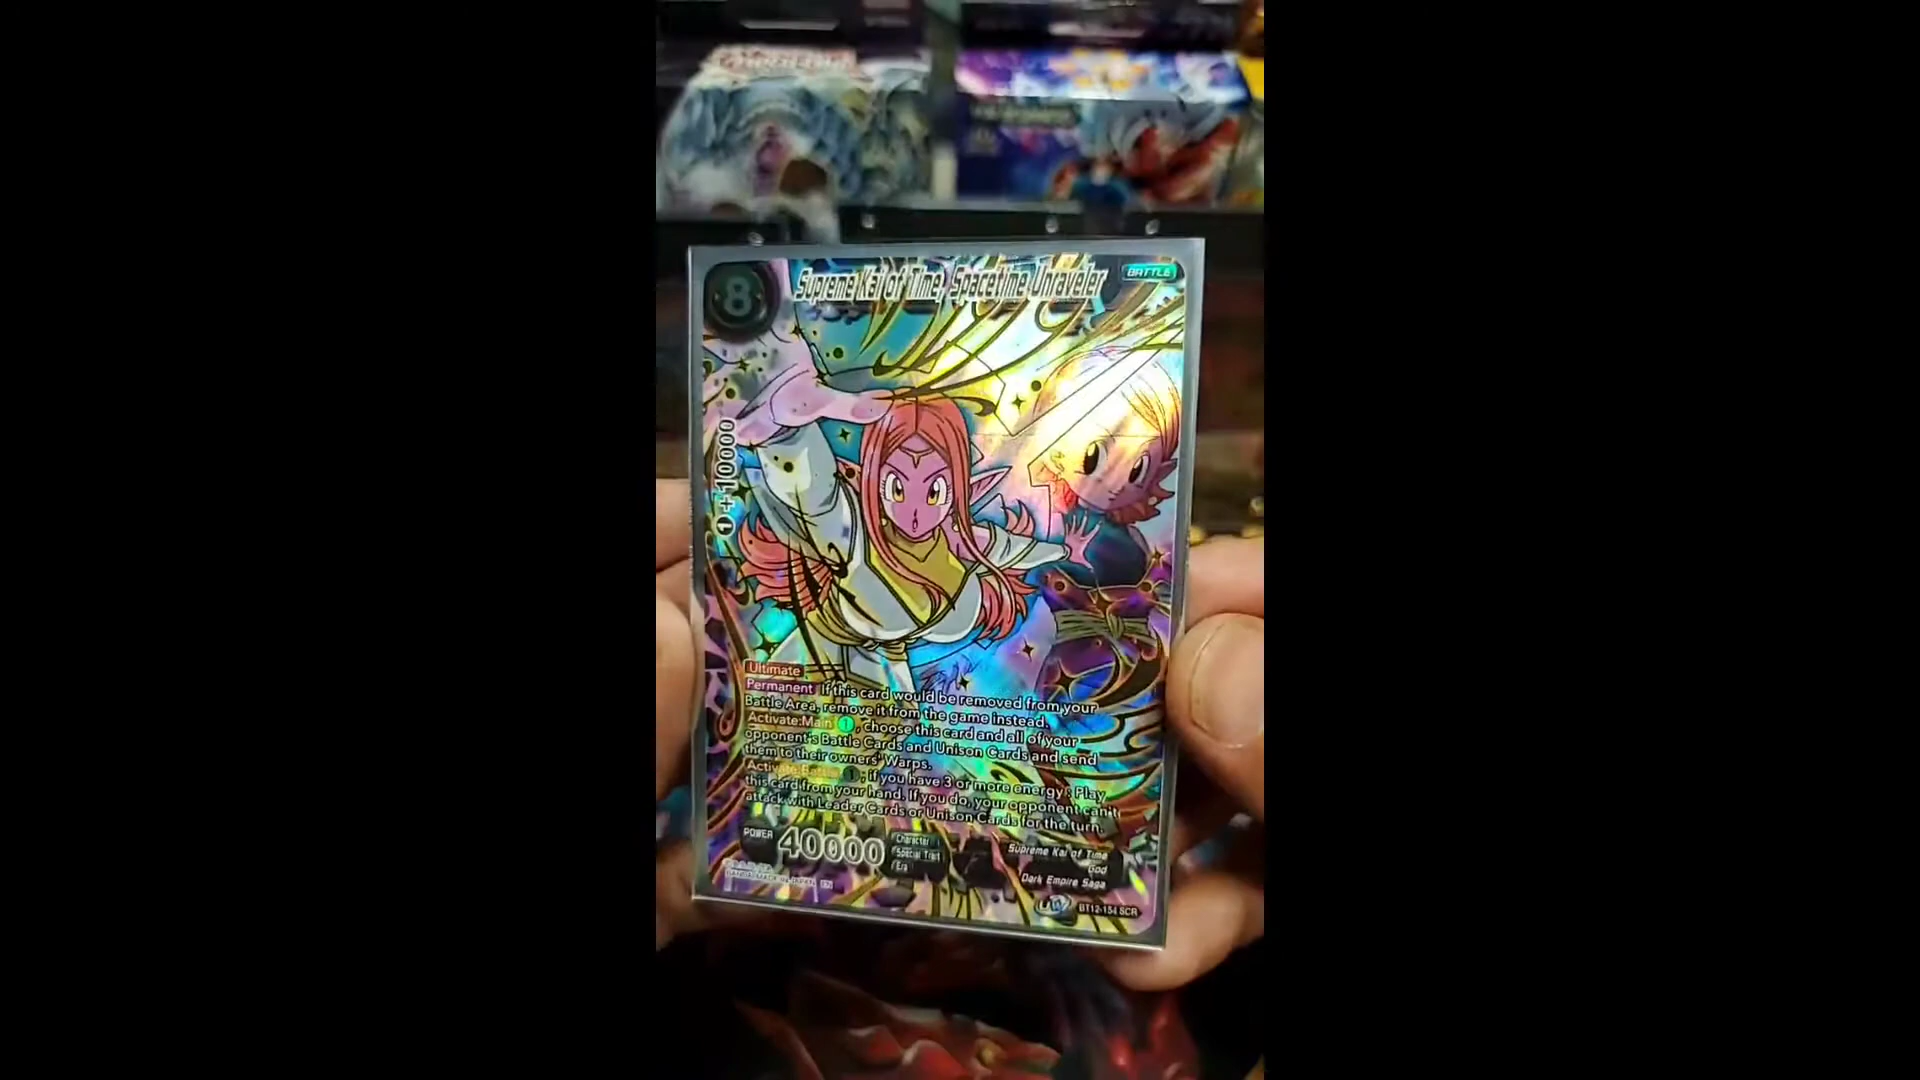 8
Supreme Kai of Time, Spacetime Unraveler
BATTLE
1 +10000
Ultimate
Permanent If this card would be removed from your
Battle Area, remove it from the game instead.
Activate:Main 1, choose this card and all of your
opponent's Battle Cards and Unison Cards and send
them to their owners' Warps.
Activate:Battle 1, if you have 3 or more energy : Play
this card from your hand. If you do, your opponent can't
attack with Leader Cards or Unison Cards for the turn.
POWER 40000
Character Supreme Kai of Time
Special Trait God
Era Dark Empire Saga
UW BT12-154 SCR